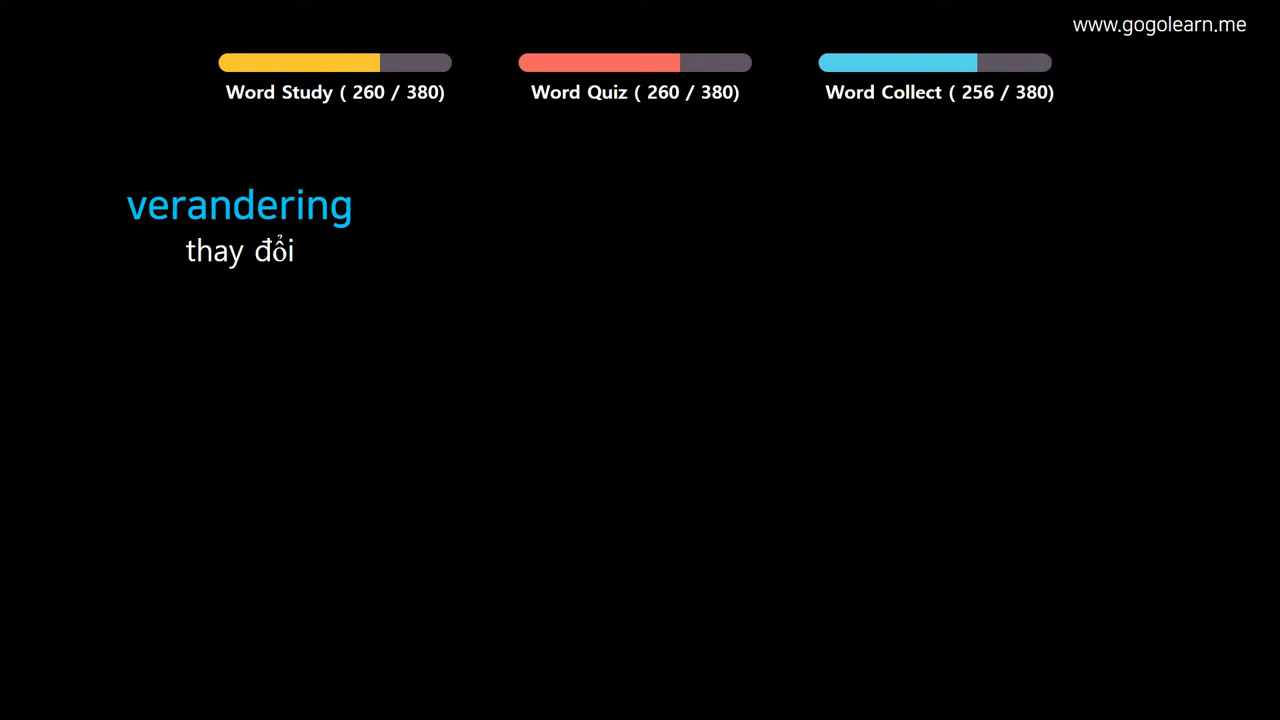 www.gogolearn.me
Word Study ( 260 / 380)
Word Quiz ( 260 / 380)
Word Collect ( 256 / 380)
verandering
thay đổi